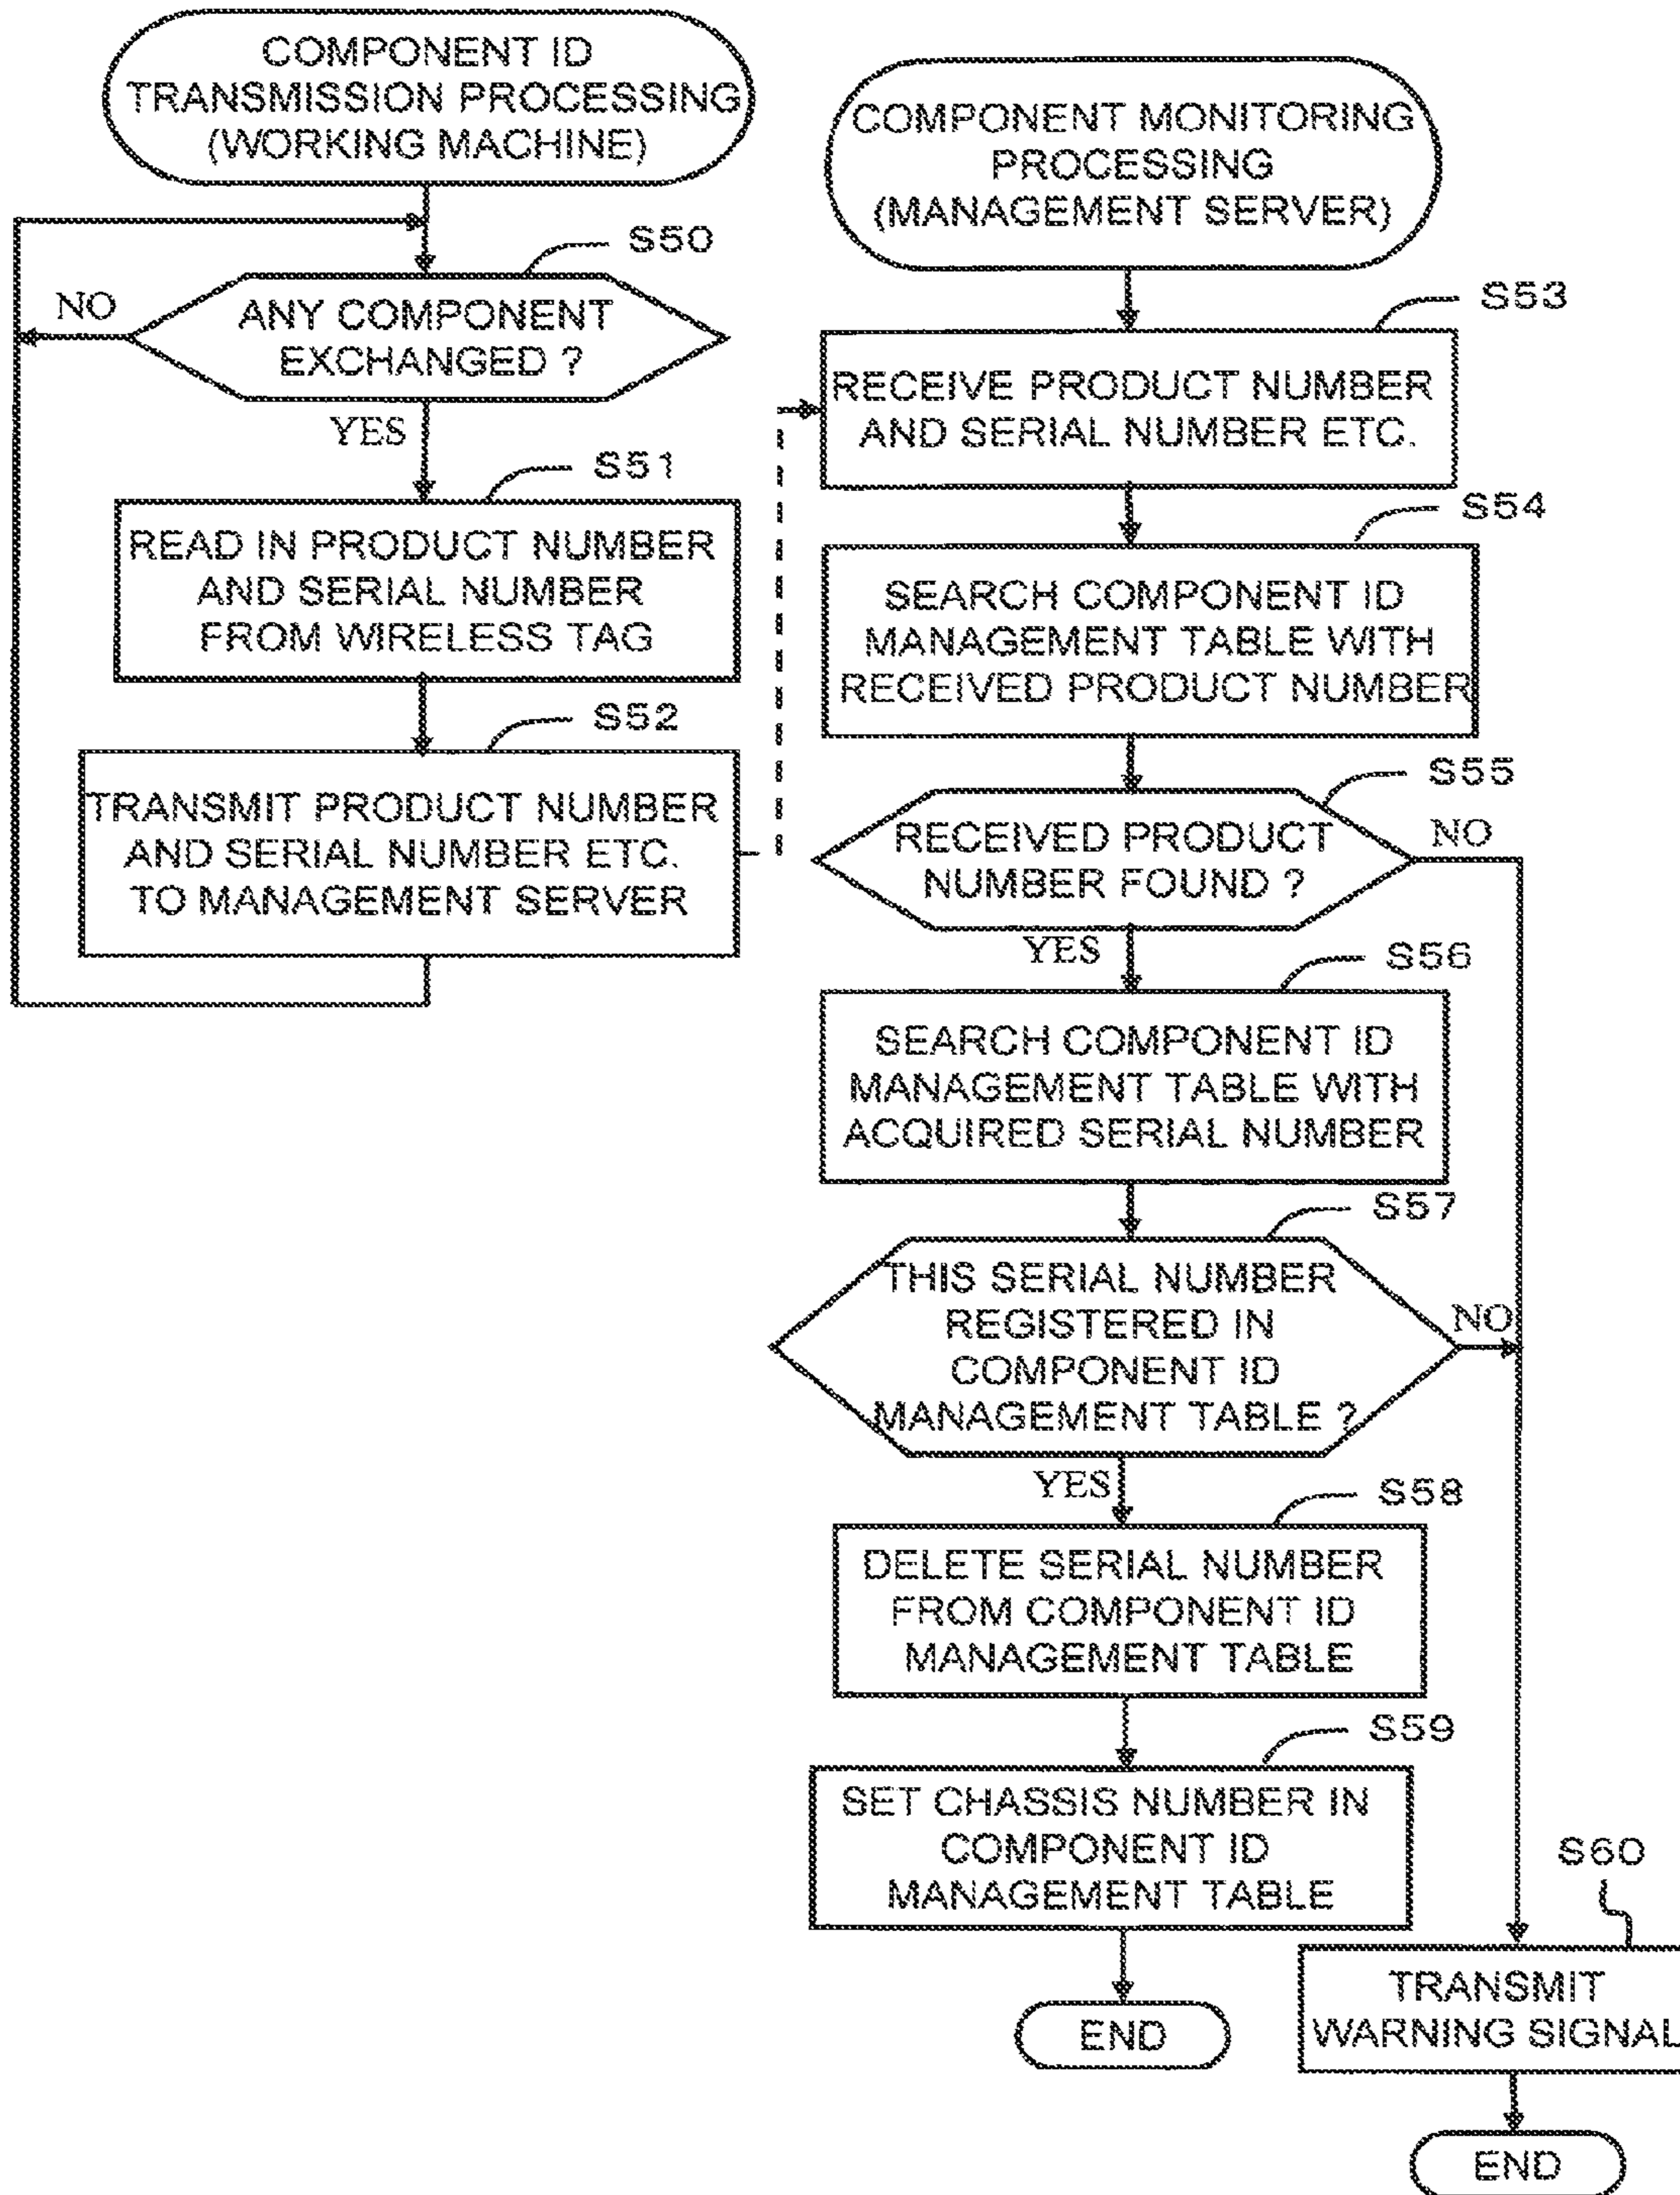 COMPONENT ID
TRANSMISSION PROCESSING
(WORKING MACHINE)
S50
ANY COMPONENT
EXCHANGED ?
NO
YES
S51
READ IN PRODUCT NUMBER
AND SERIAL NUMBER
FROM WIRELESS TAG
S52
TRANSMIT PRODUCT NUMBER
AND SERIAL NUMBER ETC.
TO MANAGEMENT SERVER
COMPONENT MONITORING
PROCESSING
(MANAGEMENT SERVER)
S53
RECEIVE PRODUCT NUMBER
AND SERIAL NUMBER ETC.
S54
SEARCH COMPONENT ID
MANAGEMENT TABLE WITH
RECEIVED PRODUCT NUMBER
S55
RECEIVED PRODUCT
NUMBER FOUND ?
NO
YES
S56
SEARCH COMPONENT ID
MANAGEMENT TABLE WITH
ACQUIRED SERIAL NUMBER
S57
THIS SERIAL NUMBER
REGISTERED IN
COMPONENT ID
MANAGEMENT TABLE ?
NO
YES
S58
DELETE SERIAL NUMBER
FROM COMPONENT ID
MANAGEMENT TABLE
S59
SET CHASSIS NUMBER IN
COMPONENT ID
MANAGEMENT TABLE
END
S60
TRANSMIT
WARNING SIGNAL
END